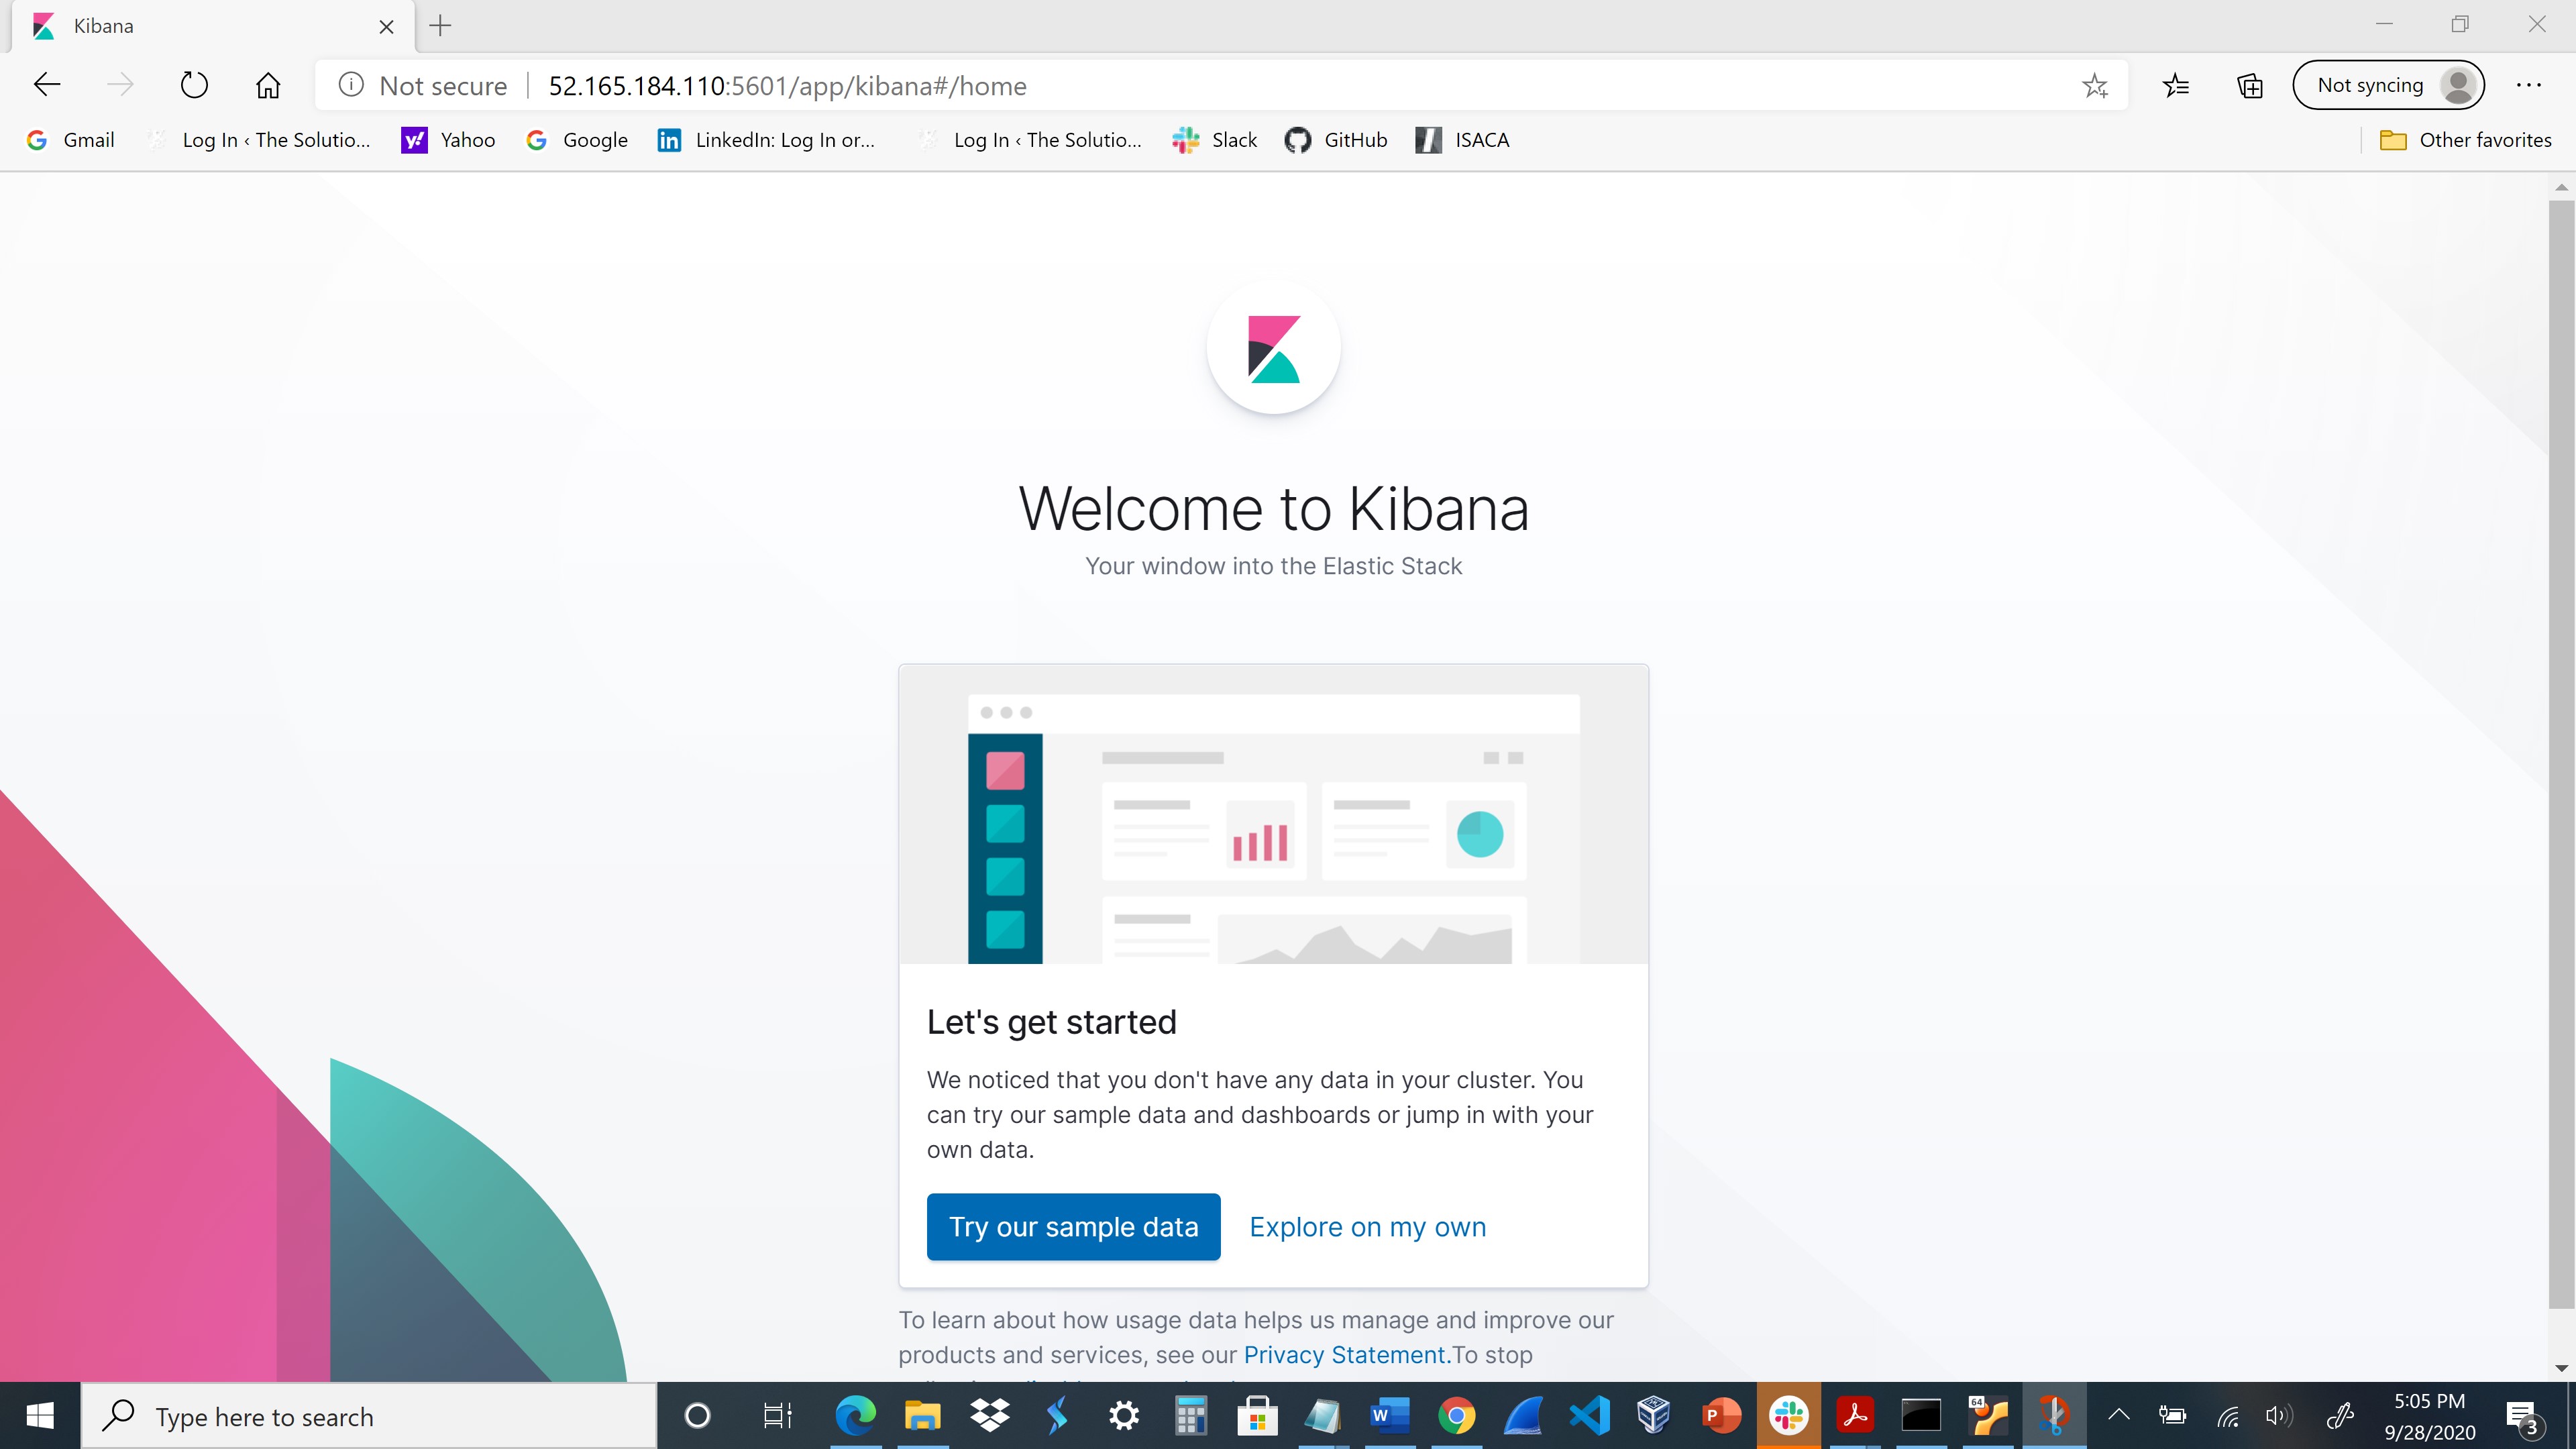 Kibana
Not secure
52.165.184.110:5601/app/kibana#/home
Not syncing
Gmail
Log In ‹ The Solutio...
Yahoo
Google
LinkedIn: Log In or...
Log In ‹ The Solutio...
Slack
GitHub
ISACA
Other favorites
Welcome to Kibana
Your window into the Elastic Stack
Let's get started
We noticed that you don't have any data in your cluster. You
can try our sample data and dashboards or jump in with your
own data.
Try our sample data
Explore on my own
To learn about how usage data helps us manage and improve our
products and services, see our Privacy Statement.To stop
Type here to search
64
5:05 PM
9/28/2020
3